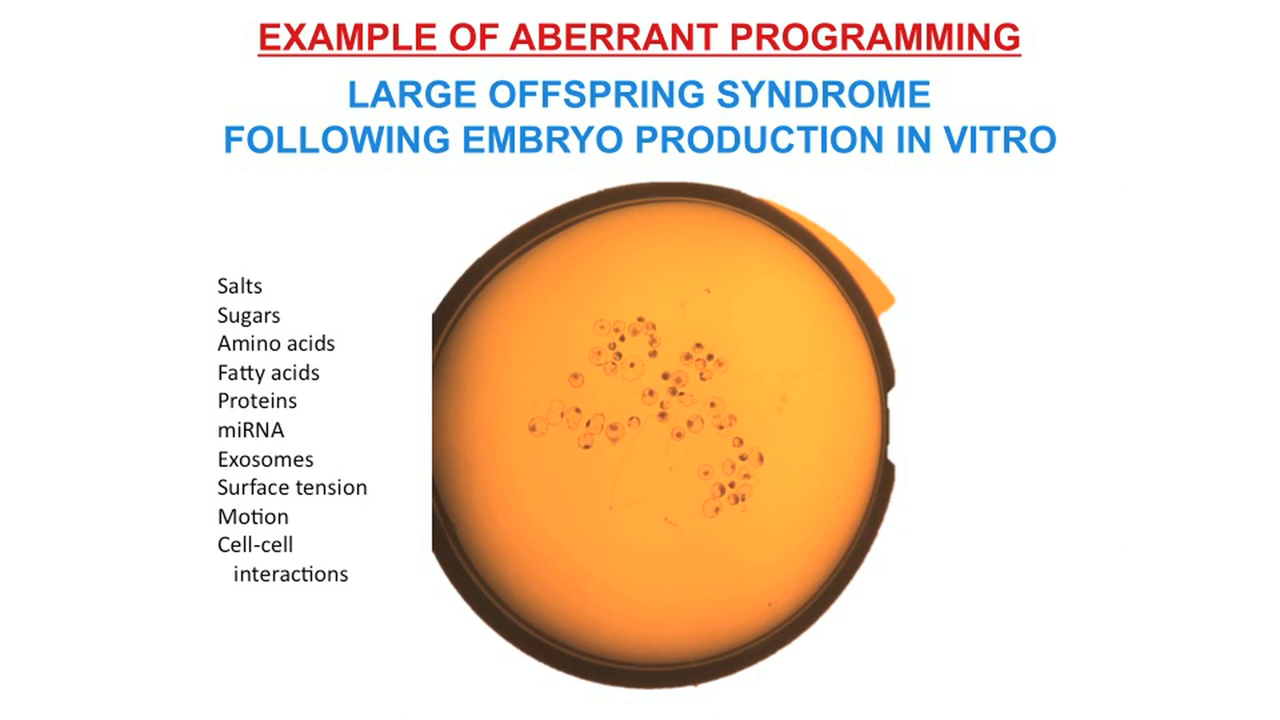 EXAMPLE OF ABERRANT PROGRAMMING
LARGE OFFSPRING SYNDROME
FOLLOWING EMBRYO PRODUCTION IN VITRO
Salts
Sugars
Amino acids
Fatty acids
Proteins
miRNA
Exosomes
Surface tension
Motion
Cell-cell
interactions